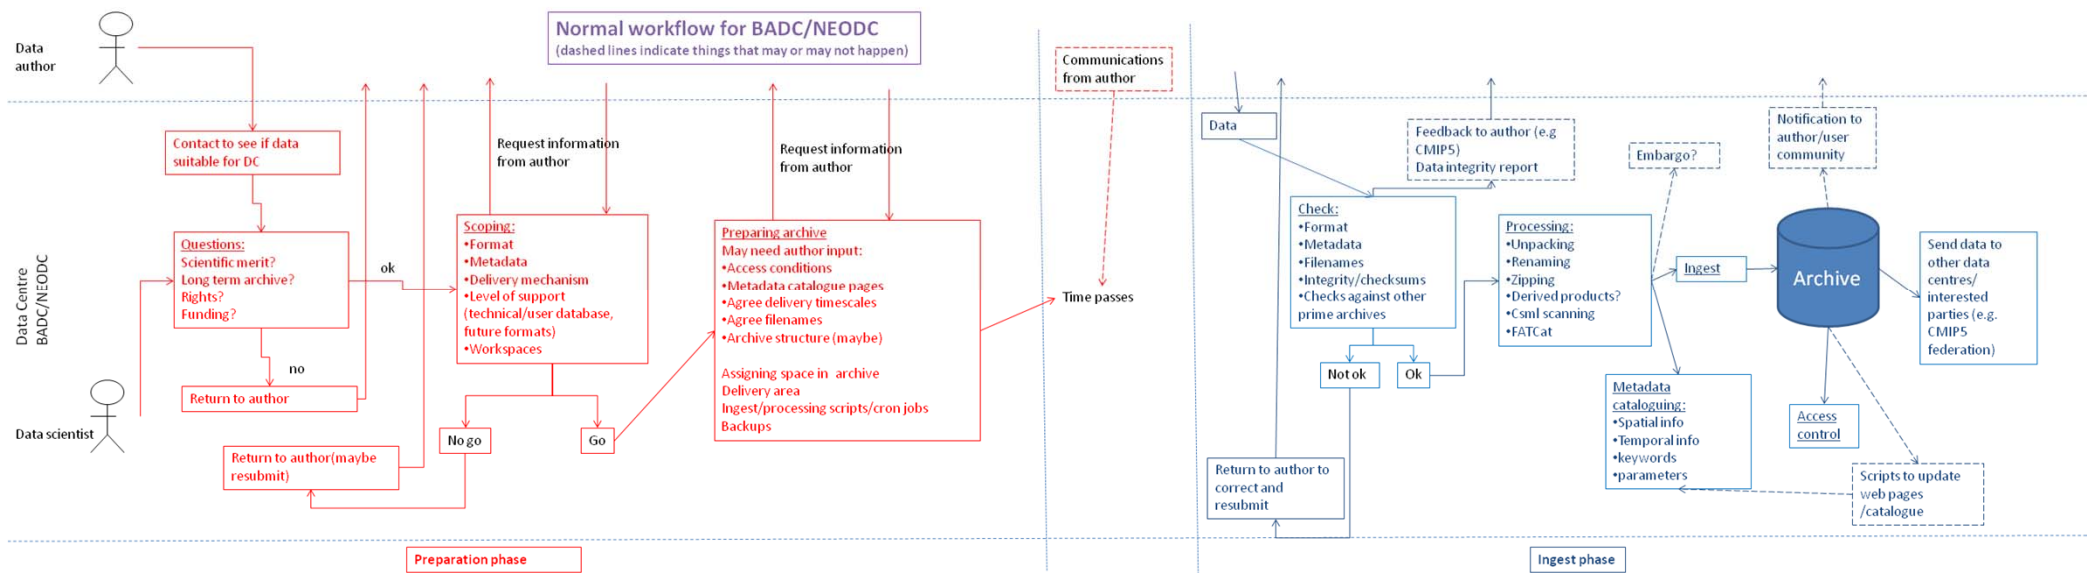 Normal workflow for BADC/NEODC
(dashed lines indicate things that may or may not happen)
Data
author
Data Centre
BADC/NEODC
Data scientist
Contact to see if data
suitable for DC
Questions:
Scientific merit?
Long term archive?
Rights?
Funding?
ok
no
Return to author
Request information
from author
Scoping:
•Format
•Metadata
•Delivery mechanism
•Level of support
(technical/user database,
future formats)
•Workspaces
No go
Go
Return to author(maybe
resubmit)
Request information
from author
Preparing archive
May need author input:
•Access conditions
•Metadata catalogue pages
•Agree delivery timescales
•Agree filenames
•Archive structure (maybe)
Assigning space in archive
Delivery area
Ingest/processing scripts/cron jobs
Backups
Communications
from author
Time passes
Data
Feedback to author (e.g
CMIP5)
Data integrity report
Check:
•Format
•Metadata
•Filenames
•Integrity/checksums
•Checks against other
prime archives
Not ok
Ok
Return to author to
correct and
resubmit
Processing:
•Unpacking
•Renaming
•Zipping
•Derived products?
•Csml scanning
•FATCat
Embargo?
Ingest
Metadata
cataloguing:
•Spatial info
•Temporal info
•keywords
•parameters
Notification to
author/user
community
Archive
Access
control
Send data to
other data
centres/
interested
parties (e.g.
CMIP5
federation)
Scripts to update
web pages
/catalogue
Preparation phase
Ingest phase